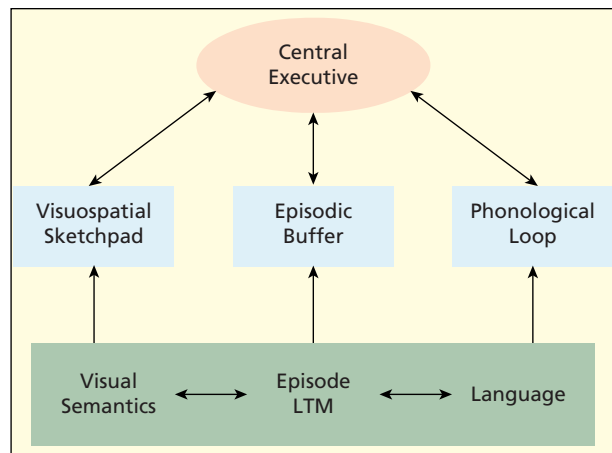 Central
Executive
Visuospatial
Sketchpad
Episodic
Buffer
Phonological
Loop
Visual
Semantics
Episode
LTM
Language